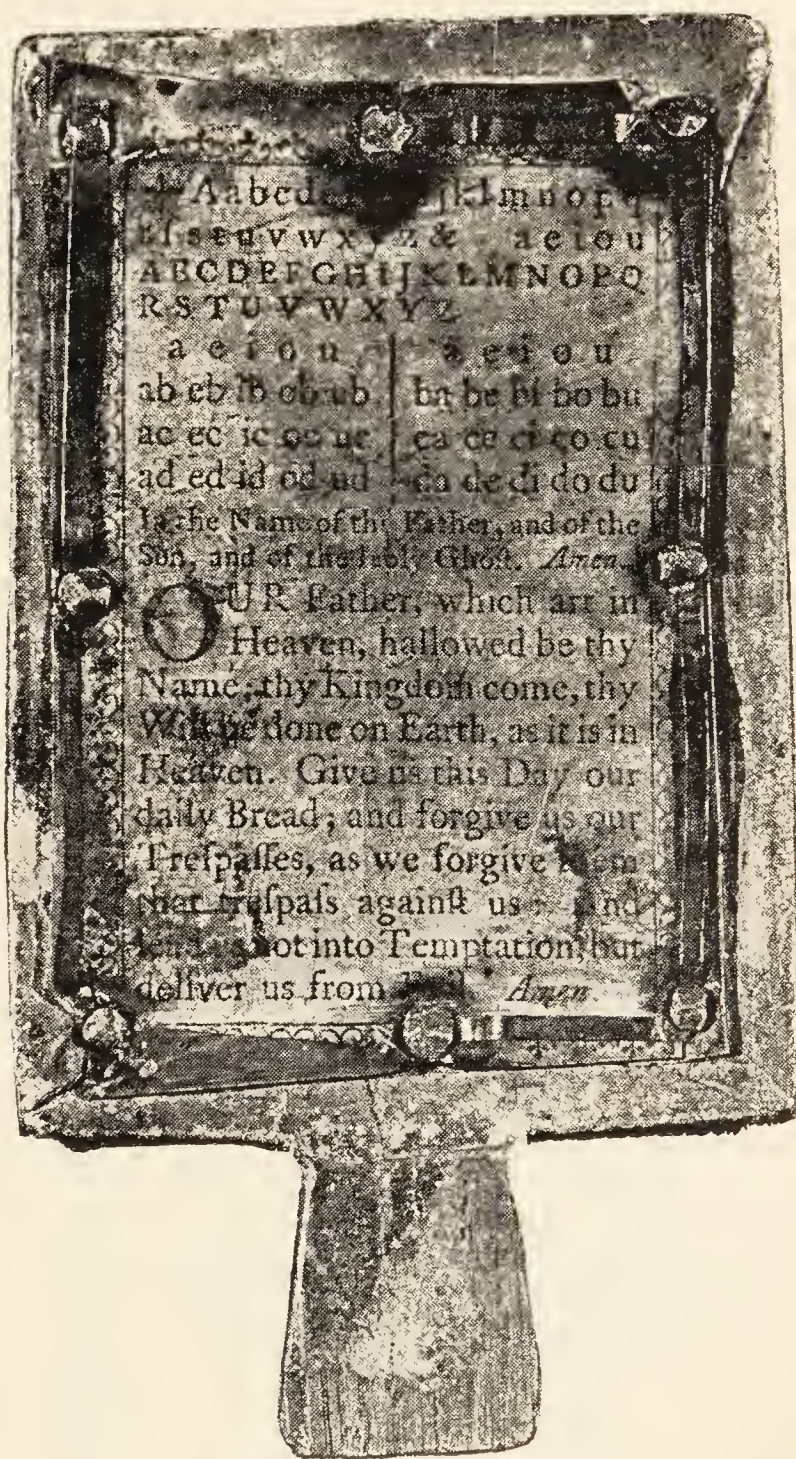 Aabcde jklmnopq
rſstuvwxyz& aeiou
ABCDEFGHIJKLMNOPQ
RSTUVWXYZ
a e i o u | a e i o u
ab eb ib ob ub | ba be bi bo bu
ac ec ic oc uc | ca ce ci co cu
ad ed id od ud | da de di do du
In the Name of the Father, and of the
Son, and of the Holy Ghoſt. Amen.
OUR Father, which art in
Heaven, hallowed be thy
Name; thy Kingdom come, thy
Will be done on Earth, as it is in
Heaven. Give us this Day our
daily Bread; and forgive us our
Treſpaſſes, as we forgive them
that treſpaſs againſt us: And
lead us not into Temptation, but
deliver us from Evil. Amen.